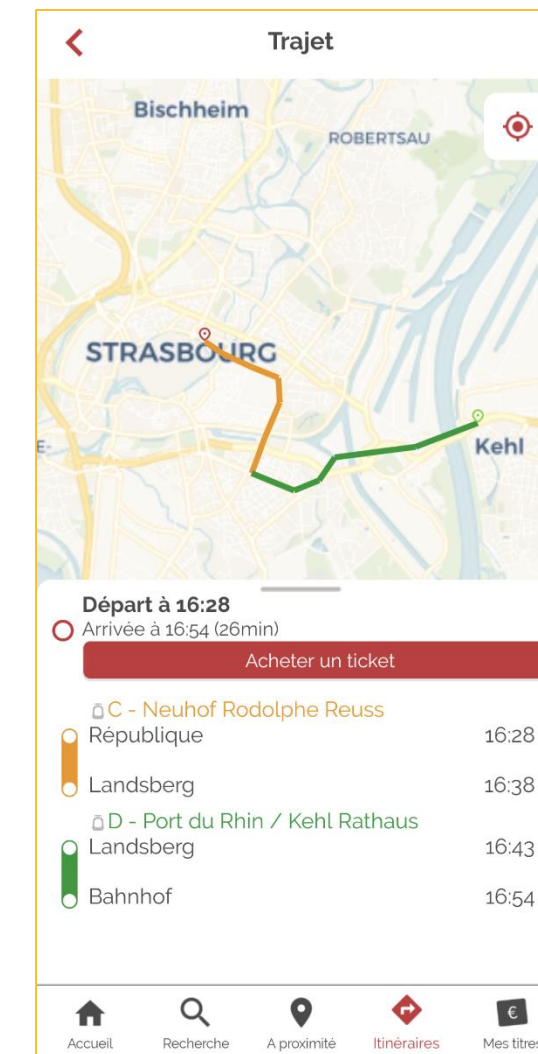 Trajet
Bischheim
ROBERTSAU
STRASBOURG
E-
Kehl
Départ à 16:28
Arrivée à 16:54 (26min)
Acheter un ticket
C - Neuhof Rodolphe Reuss
République 16:28
Landsberg 16:38
D - Port du Rhin / Kehl Rathaus
Landsberg 16:43
Bahnhof 16:54
€
Accueil Recherche A proximité Itinéraires Mes titres